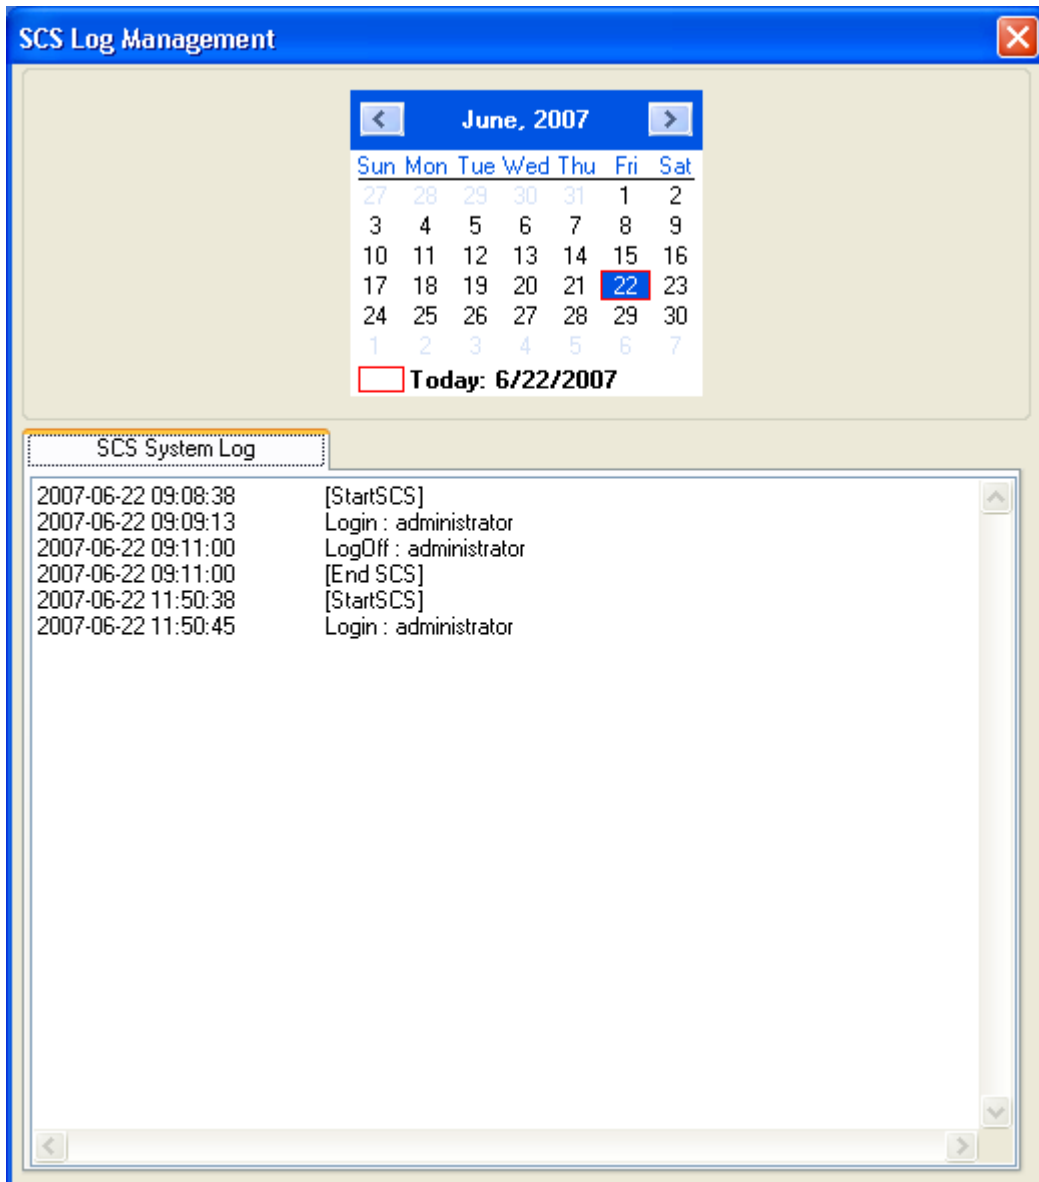 SCS Log Management
June, 2007
Sun Mon Tue Wed Thu Fri Sat
27 28 29 30 31 1 2
3 4 5 6 7 8 9
10 11 12 13 14 15 16
17 18 19 20 21 22 23
24 25 26 27 28 29 30
1 2 3 4 5 6 7
Today: 6/22/2007
SCS System Log
2007-06-22 09:08:38 [StartSCS]
2007-06-22 09:09:13 Login : administrator
2007-06-22 09:11:00 LogOff : administrator
2007-06-22 09:11:00 [End SCS]
2007-06-22 11:50:38 [StartSCS]
2007-06-22 11:50:45 Login : administrator